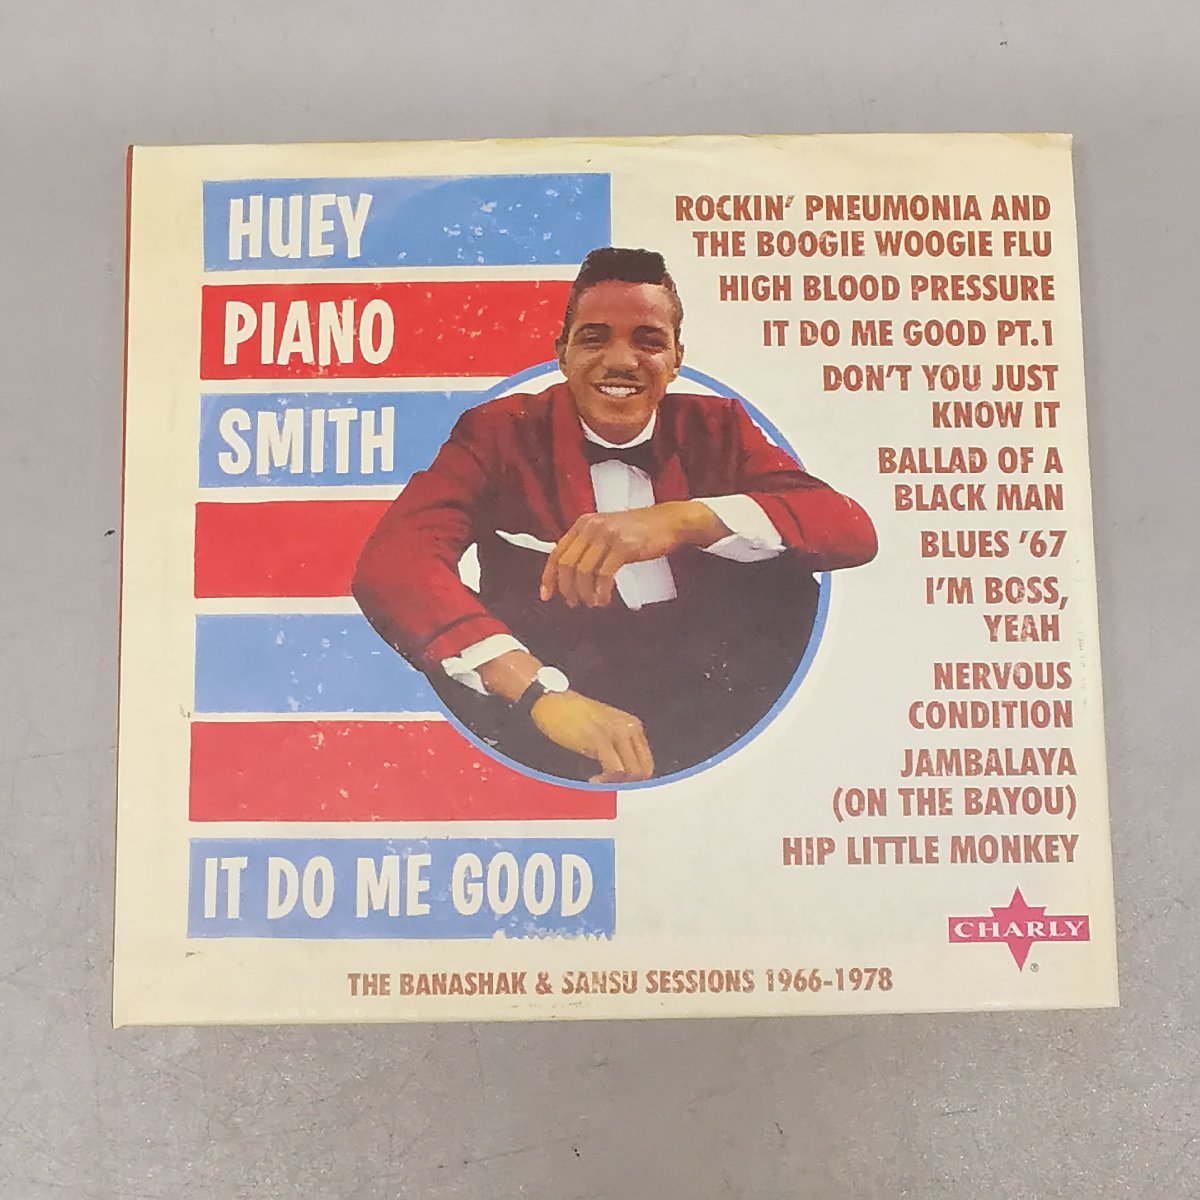 HUEY
PIANO
SMITH
IT DO ME GOOD
ROCKIN' PNEUMONIA AND
THE BOOGIE WOOGIE FLU
HIGH BLOOD PRESSURE
IT DO ME GOOD PT.1
DON'T YOU JUST
KNOW IT
BALLAD OF A
BLACK MAN
BLUES '67
I'M BOSS,
YEAH
NERVOUS
CONDITION
JAMBALAYA
(ON THE BAYOU)
HIP LITTLE MONKEY
CHARLY
®
THE BANASHAK & SANSU SESSIONS 1966-1978